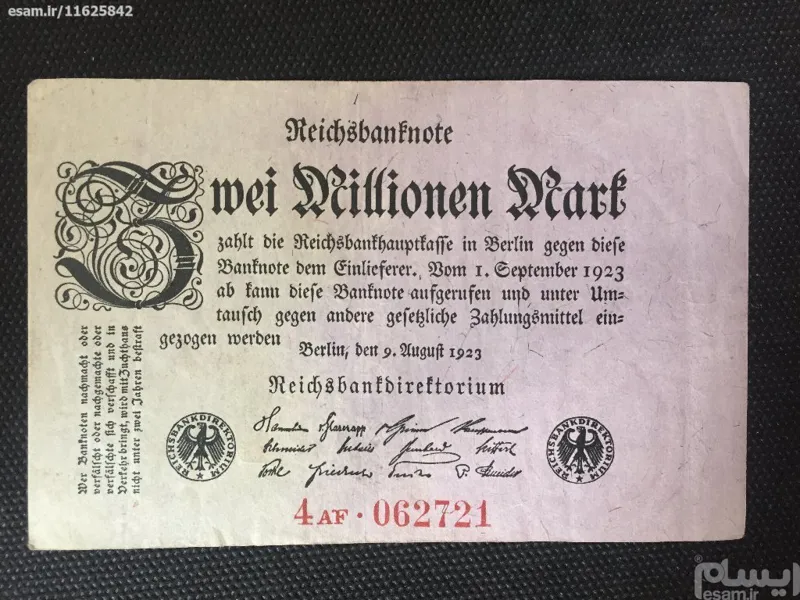 esam.ir/11625842
Reichsbanknote
Zwei Millionen Mark
zahlt die Reichsbankhauptkasse in Berlin gegen diese
Banknote dem Einlieferer. Vom 1. September 1923
ab kann diese Banknote aufgerufen und unter Um=
tausch gegen andere gesetzliche Zahlungsmittel ein=
gezogen werden
Berlin, den 9. August 1923
Reichsbankdirektorium
Wer Banknoten nachmacht oder
verfälscht oder nachgemachte oder
verfälschte sich verschafft und in
Verkehr bringt, wird mit Zuchthaus
nicht unter zwei Jahren bestraft
REICHSBANKDIREKTORIUM
REICHSBANKDIREKTORIUM
4 AF · 062721
ایسام
esam.ir